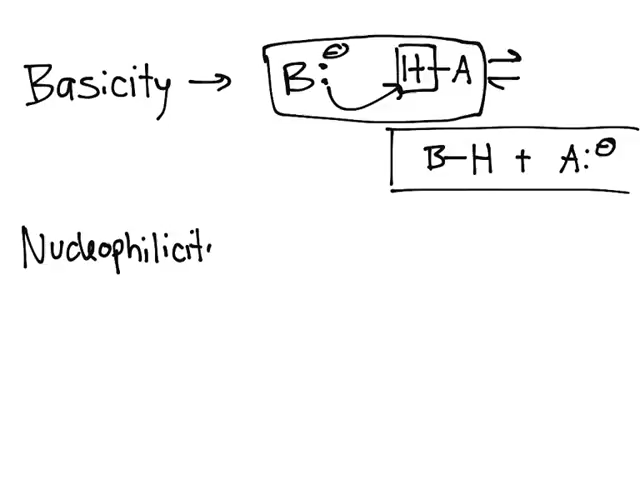 Basicity → B:⊖ H–A ⇌
B–H + A:⊖
Nucleophilicit